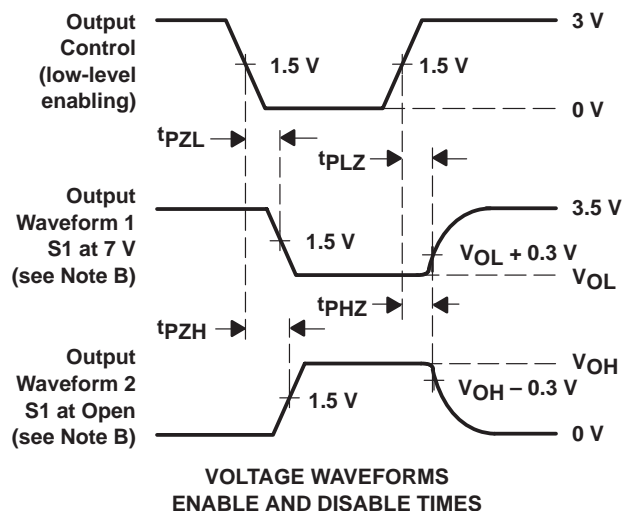 Output
Control
(low-level
enabling)
1.5 V
1.5 V
3 V
0 V
tPZL
tPLZ
Output
Waveform 1
S1 at 7 V
(see Note B)
1.5 V
3.5 V
VOL + 0.3 V
VOL
tPZH
tPHZ
Output
Waveform 2
S1 at Open
(see Note B)
1.5 V
VOH
VOH – 0.3 V
0 V
VOLTAGE WAVEFORMS
ENABLE AND DISABLE TIMES